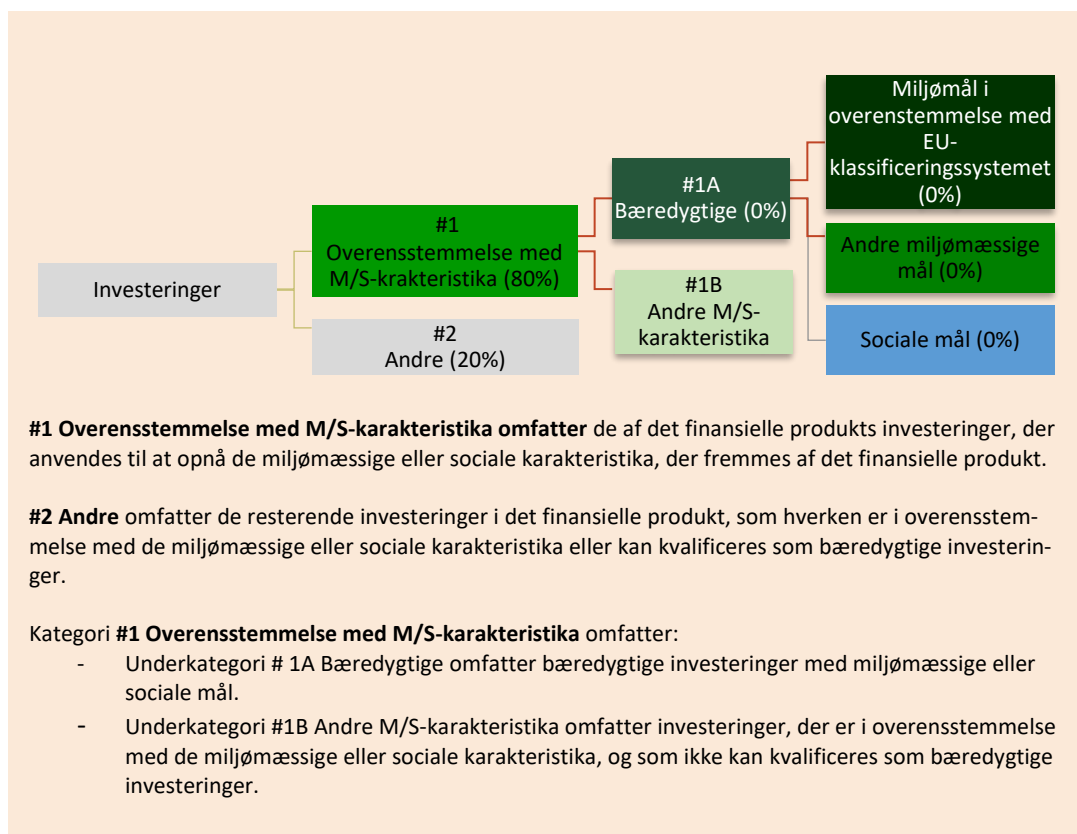 Investeringer
#1
Overensstemmelse med
M/S-krakteristika (80%)
#2
Andre (20%)
#1A
Bæredygtige (0%)
#1B
Andre M/S-
karakteristika
Miljømål i
overenstemmelse med
EU-
klassificeringssystemet
(0%)
Andre miljømæssige
mål (0%)
Sociale mål (0%)
#1 Overensstemmelse med M/S-karakteristika omfatter de af det finansielle produkts investeringer, der
anvendes til at opnå de miljømæssige eller sociale karakteristika, der fremmes af det finansielle produkt.
#2 Andre omfatter de resterende investeringer i det finansielle produkt, som hverken er i overensstem-
melse med de miljømæssige eller sociale karakteristika eller kan kvalificeres som bæredygtige investerin-
ger.
Kategori #1 Overensstemmelse med M/S-karakteristika omfatter:
- Underkategori # 1A Bæredygtige omfatter bæredygtige investeringer med miljømæssige eller
sociale mål.
- Underkategori #1B Andre M/S-karakteristika omfatter investeringer, der er i overensstemmelse
med de miljømæssige eller sociale karakteristika, og som ikke kan kvalificeres som bæredygtige
investeringer.